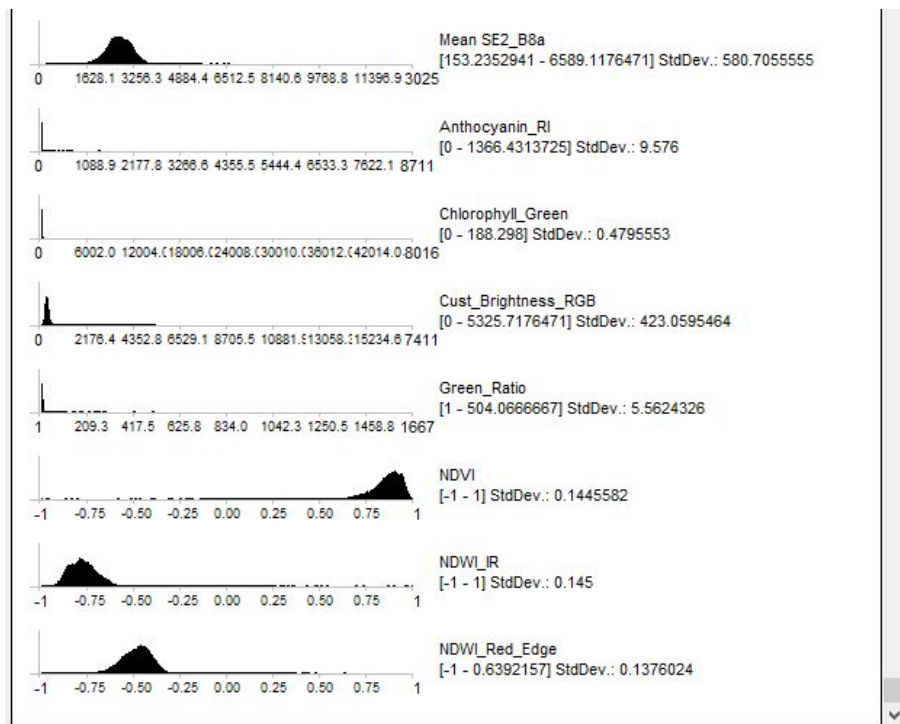 Mean SE2_B8a
[153.2352941 - 6589.1176471] StdDev.: 580.7055555
0 1628.1 3256.3 4884.4 6512.5 8140.6 9768.8 11396.9 3025
Anthocyanin_RI
[0 - 1366.4313725] StdDev.: 9.576
0 1088.9 2177.8 3266.6 4355.5 5444.4 6533.3 7622.1 8711
Chlorophyll_Green
[0 - 188.298] StdDev.: 0.4795553
0 6002.0 12004.0 18006.0 24008.0 30010.0 36012.0 42014.0 8016
Cust_Brightness_RGB
[0 - 5325.7176471] StdDev.: 423.0595464
0 2176.4 4352.8 6529.1 8705.5 10881.9 13058.3 15234.6 7411
Green_Ratio
[1 - 504.0666667] StdDev.: 5.5624326
1 209.3 417.5 625.8 834.0 1042.3 1250.5 1458.8 1667
NDVI
[-1 - 1] StdDev.: 0.1445582
-1 -0.75 -0.50 -0.25 0.00 0.25 0.50 0.75 1
NDWI_IR
[-1 - 1] StdDev.: 0.145
-1 -0.75 -0.50 -0.25 0.00 0.25 0.50 0.75 1
NDWI_Red_Edge
[-1 - 0.6392157] StdDev.: 0.1376024
-1 -0.75 -0.50 -0.25 0.00 0.25 0.50 0.75 1